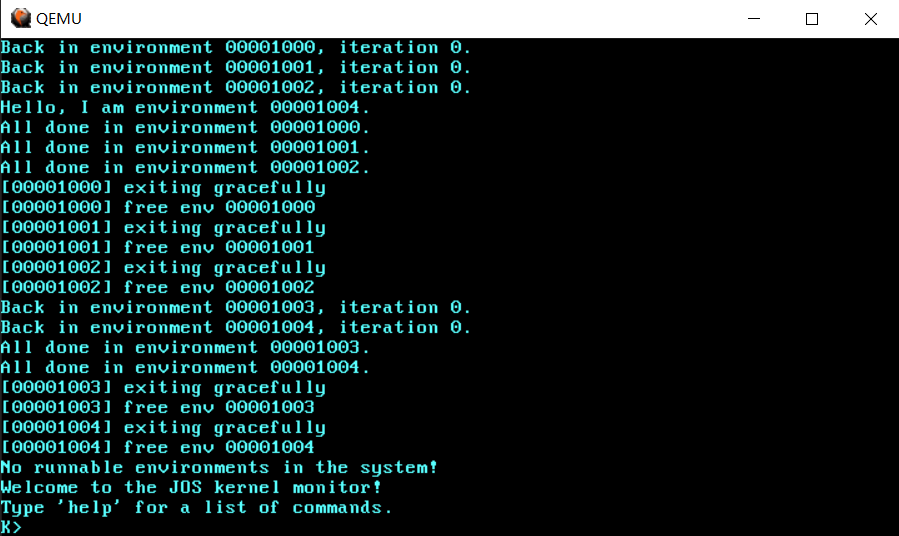 QEMU
Back in environment 00001000, iteration 0.
Back in environment 00001001, iteration 0.
Back in environment 00001002, iteration 0.
Hello, I am environment 00001004.
All done in environment 00001000.
All done in environment 00001001.
All done in environment 00001002.
[00001000] exiting gracefully
[00001000] free env 00001000
[00001001] exiting gracefully
[00001001] free env 00001001
[00001002] exiting gracefully
[00001002] free env 00001002
Back in environment 00001003, iteration 0.
Back in environment 00001004, iteration 0.
All done in environment 00001003.
All done in environment 00001004.
[00001003] exiting gracefully
[00001003] free env 00001003
[00001004] exiting gracefully
[00001004] free env 00001004
No runnable environments in the system!
Welcome to the JOS kernel monitor!
Type 'help' for a list of commands.
K>